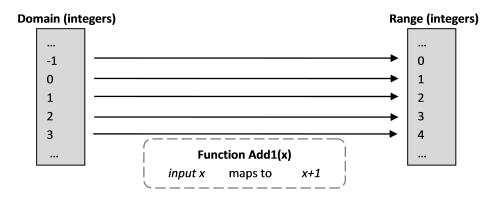 Domain (integers) Range (integers)
... ...
-1 0
0 1
1 2
2 3
3 4
... ...
Function Add1(x)
input x maps to x+1